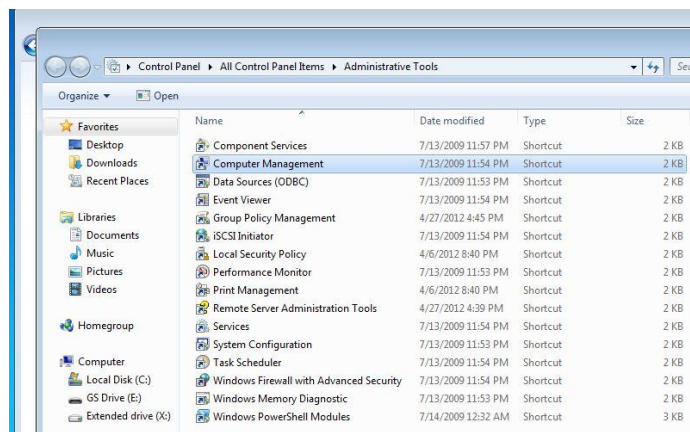 Control Panel ▸ All Control Panel Items ▸ Administrative Tools
Organize Open
Name Date modified Type Size
Favorites
Desktop
Downloads
Recent Places
Libraries
Documents
Music
Pictures
Videos
Homegroup
Computer
Local Disk (C:)
GS Drive (E:)
Extended drive (X:)
Component Services 7/13/2009 11:57 PM Shortcut 2 KB
Computer Management 7/13/2009 11:54 PM Shortcut 2 KB
Data Sources (ODBC) 7/13/2009 11:53 PM Shortcut 2 KB
Event Viewer 7/13/2009 11:54 PM Shortcut 2 KB
Group Policy Management 4/27/2012 4:45 PM Shortcut 2 KB
iSCSI Initiator 7/13/2009 11:54 PM Shortcut 2 KB
Local Security Policy 4/6/2012 8:40 PM Shortcut 2 KB
Performance Monitor 7/13/2009 11:53 PM Shortcut 2 KB
Print Management 4/6/2012 8:40 PM Shortcut 2 KB
Remote Server Administration Tools 4/27/2012 4:39 PM Shortcut 2 KB
Services 7/13/2009 11:54 PM Shortcut 2 KB
System Configuration 7/13/2009 11:53 PM Shortcut 2 KB
Task Scheduler 7/13/2009 11:54 PM Shortcut 2 KB
Windows Firewall with Advanced Security 7/13/2009 11:54 PM Shortcut 2 KB
Windows Memory Diagnostic 7/13/2009 11:53 PM Shortcut 2 KB
Windows PowerShell Modules 7/14/2009 12:32 AM Shortcut 3 KB